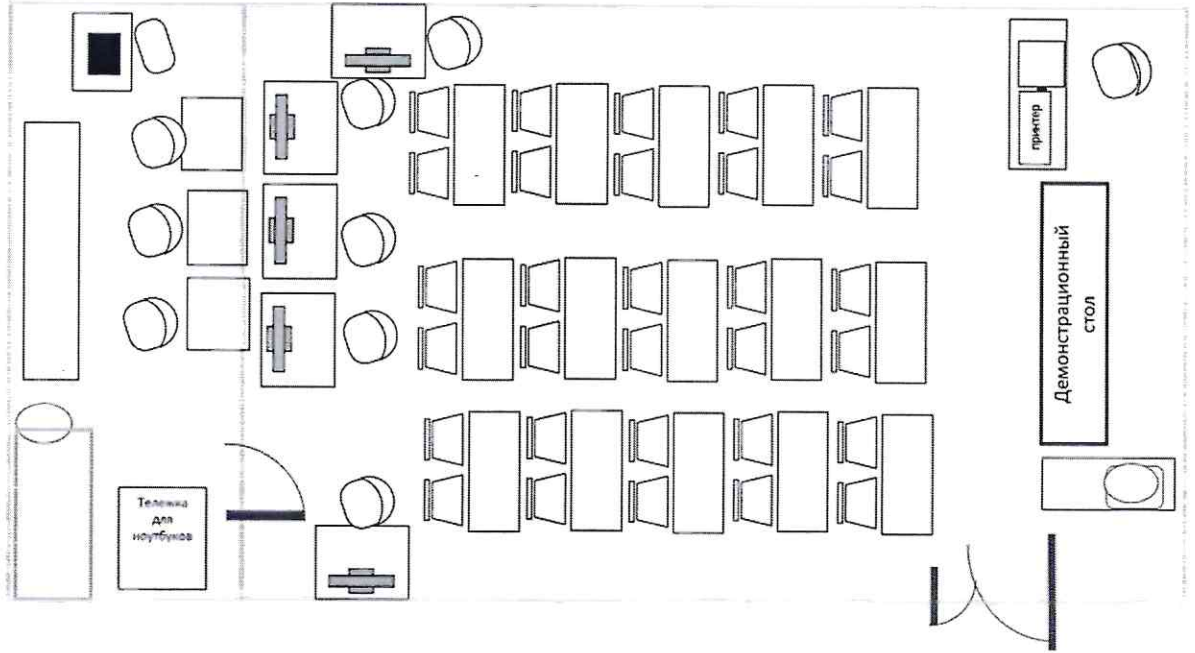 принтер
Демонстрационный
стол
Тележка
для
ноутбуков